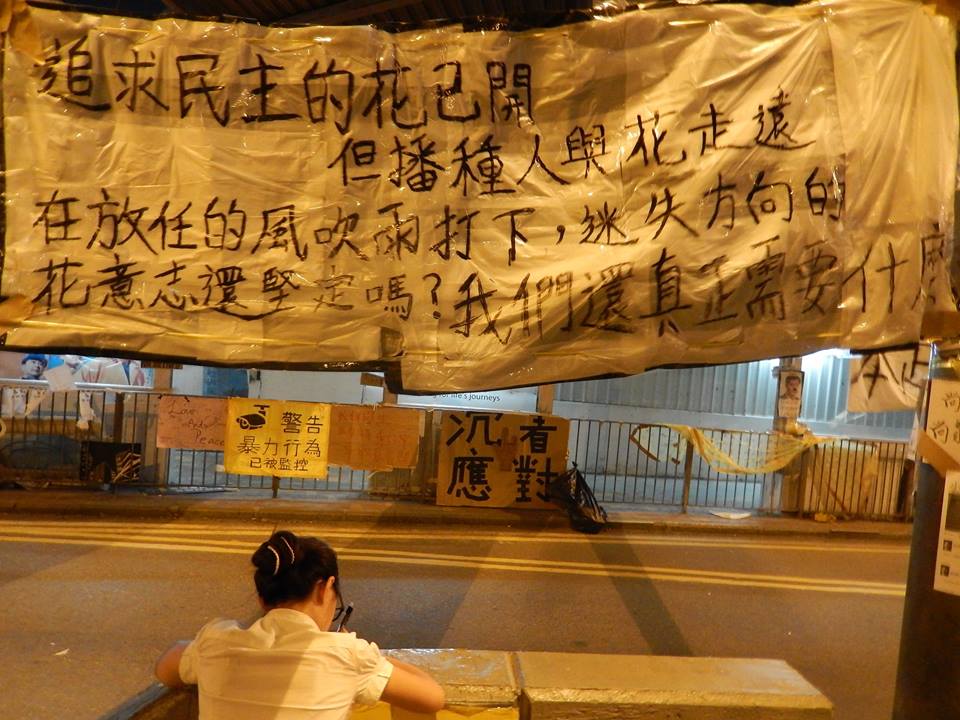 追求民主的花已開
但播種人與花走遠
在放任的風吹雨打下，迷失方向的
花意志還堅定嗎？我們還真正需要什麼
for life's journeys
Love
And
Peace
警告
暴力行為
已被監控
沉者
應對